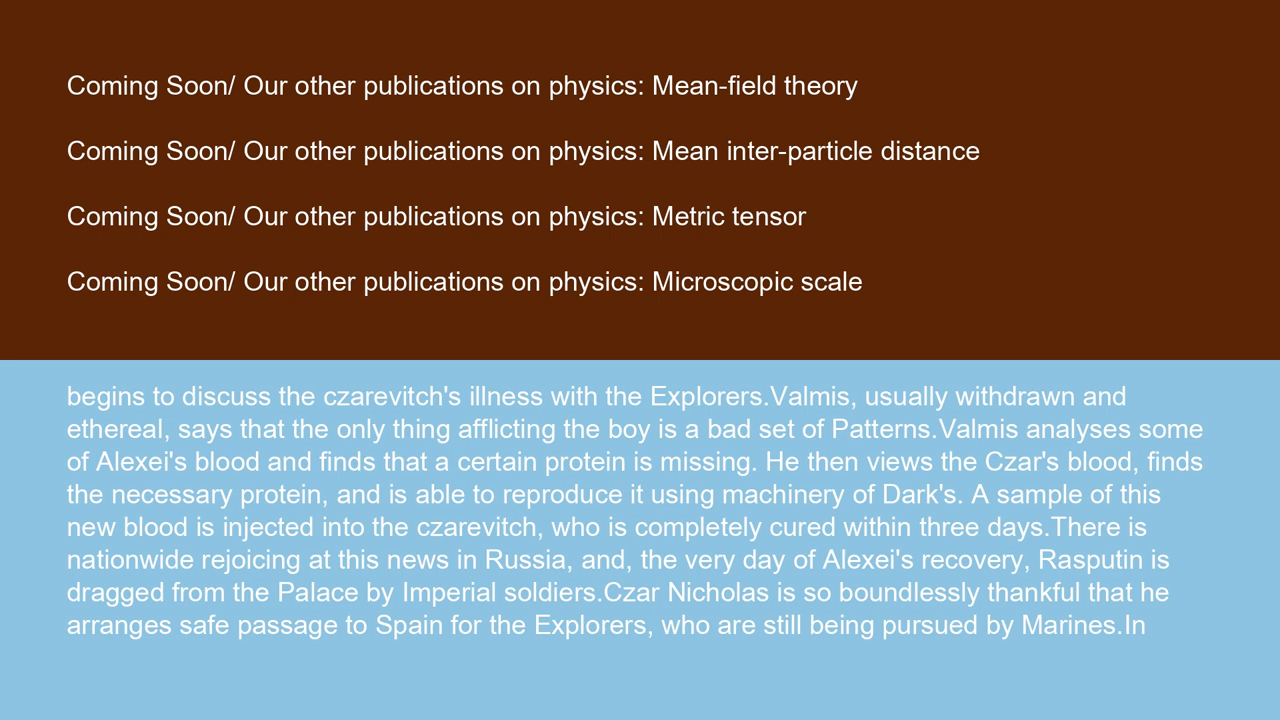 Coming Soon/ Our other publications on physics: Mean-field theory
Coming Soon/ Our other publications on physics: Mean inter-particle distance
Coming Soon/ Our other publications on physics: Metric tensor
Coming Soon/ Our other publications on physics: Microscopic scale
begins to discuss the czarevitch's illness with the Explorers.Valmis, usually withdrawn and
ethereal, says that the only thing afflicting the boy is a bad set of Patterns.Valmis analyses some
of Alexei's blood and finds that a certain protein is missing. He then views the Czar's blood, finds
the necessary protein, and is able to reproduce it using machinery of Dark's. A sample of this
new blood is injected into the czarevitch, who is completely cured within three days.There is
nationwide rejoicing at this news in Russia, and, the very day of Alexei's recovery, Rasputin is
dragged from the Palace by Imperial soldiers.Czar Nicholas is so boundlessly thankful that he
arranges safe passage to Spain for the Explorers, who are still being pursued by Marines.In